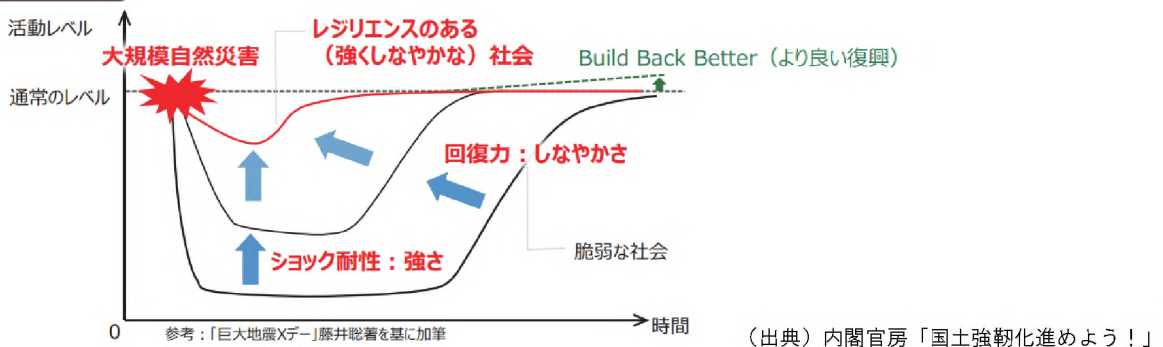 活動レベル
レジリエンスのある
（強くしなやかな）社会
大規模自然災害
Build Back Better（より良い復興）
通常のレベル
回復力：しなやかさ
ショック耐性：強さ
脆弱な社会
0
参考：「巨大地震Xデー」藤井聡著を基に加筆
時間
（出典）内閣官房「国土強靭化進めよう！」